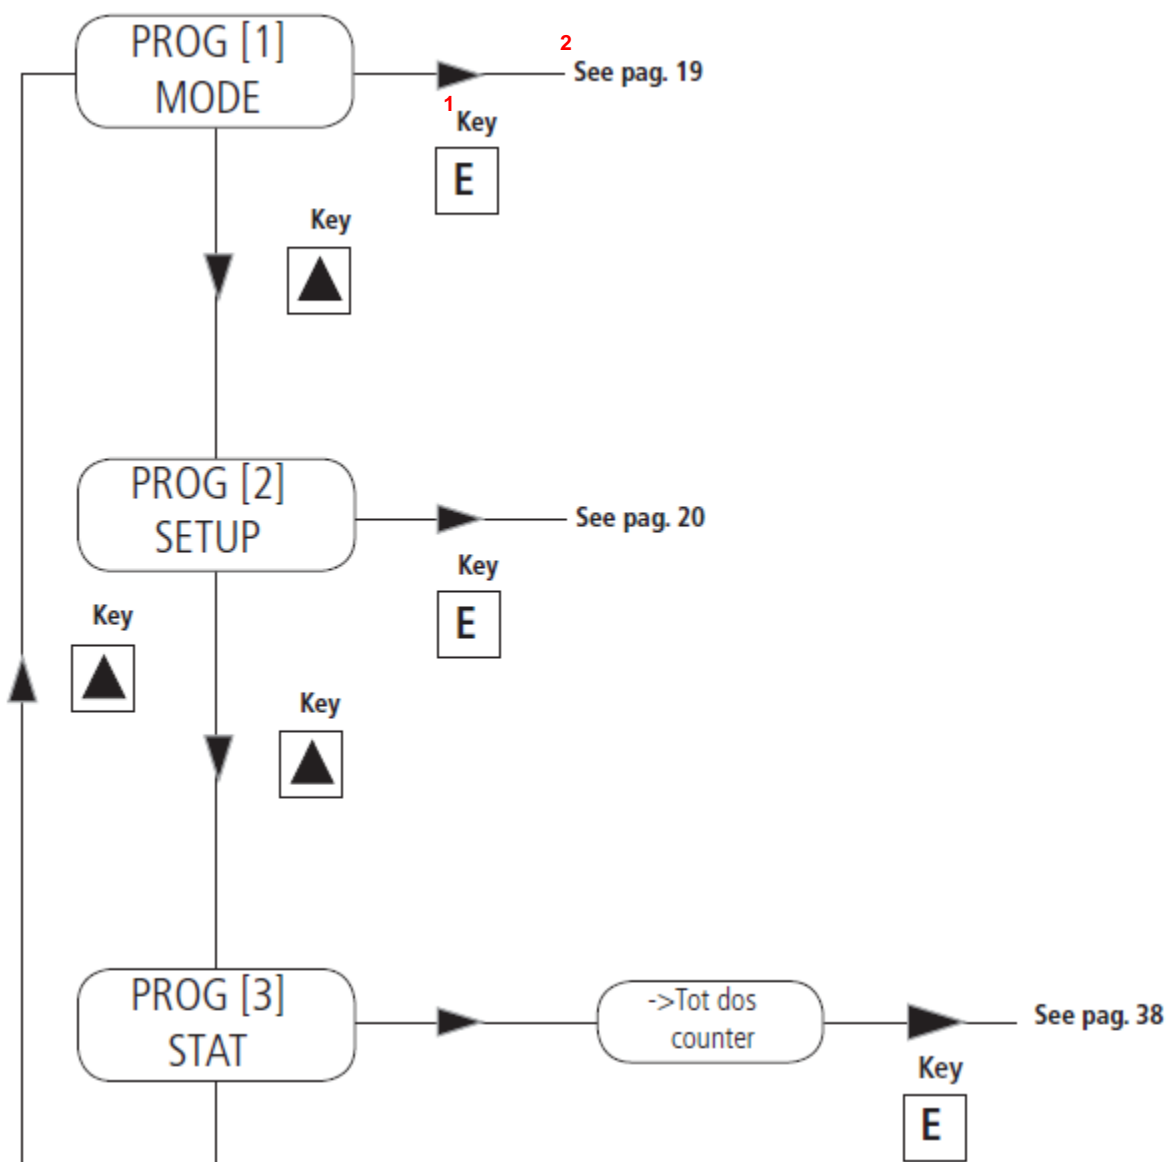 PROG [1]
MODE
2
See pag. 19
1
Key
E
Key
PROG [2]
SETUP
See pag. 20
Key
E
Key
Key
PROG [3]
STAT
->Tot dos
counter
See pag. 38
Key
E